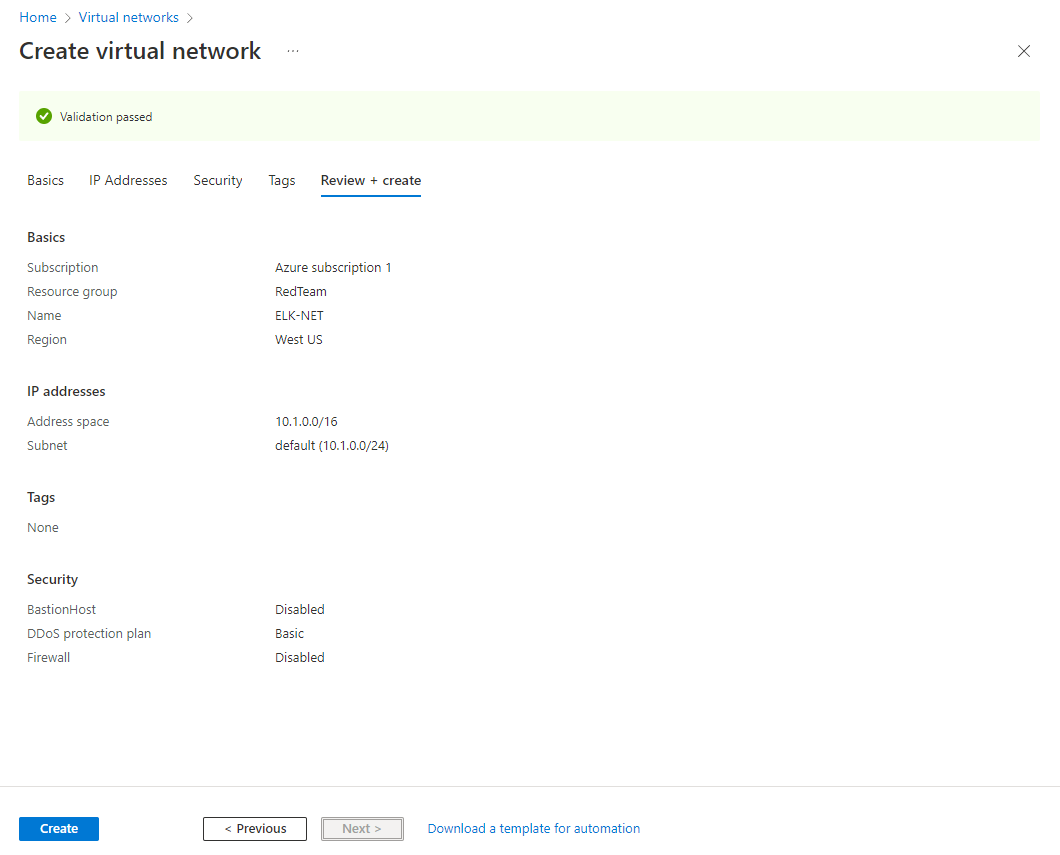 Home > Virtual networks >
Create virtual network ...
Validation passed
Basics IP Addresses Security Tags Review + create
Basics
Subscription Azure subscription 1
Resource group RedTeam
Name ELK-NET
Region West US
IP addresses
Address space 10.1.0.0/16
Subnet default (10.1.0.0/24)
Tags
None
Security
BastionHost Disabled
DDoS protection plan Basic
Firewall Disabled
Create < Previous Next > Download a template for automation